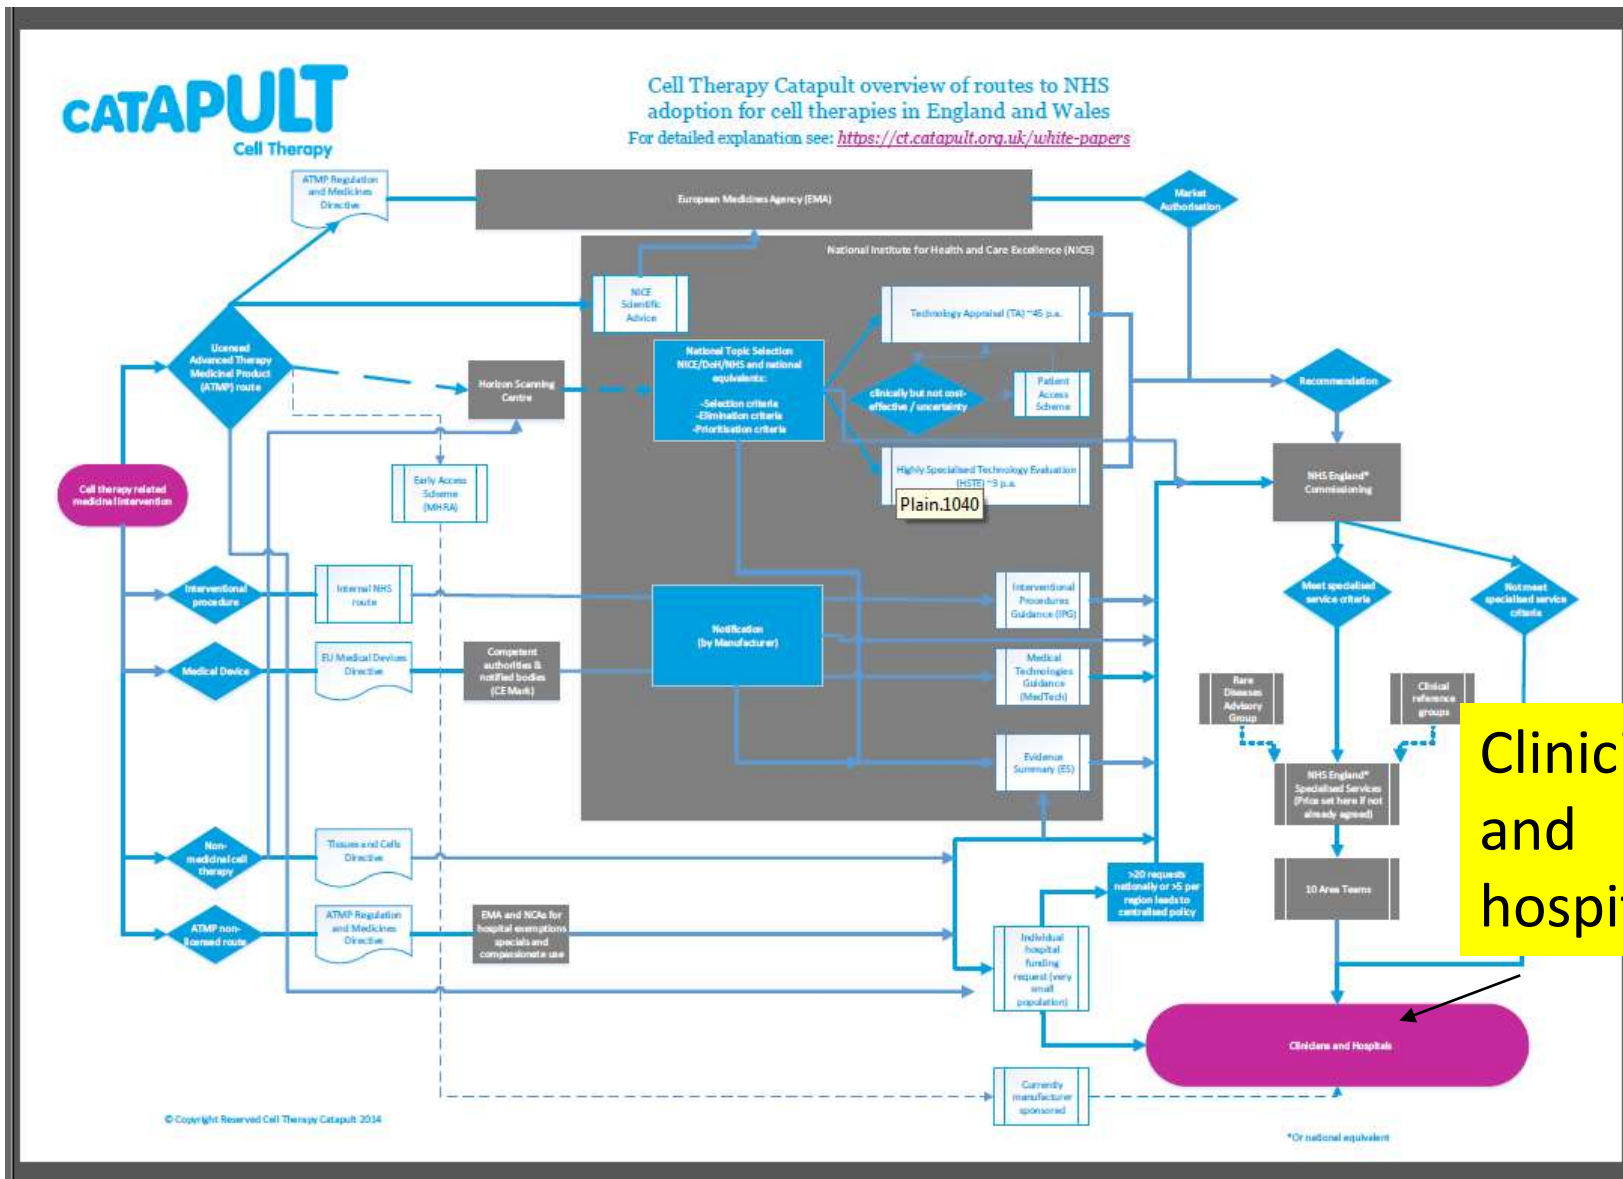 CATAPULT
Cell Therapy
Cell Therapy Catapult overview of routes to NHS
adoption for cell therapies in England and Wales
For detailed explanation see: https://ct.catapult.org.uk/white-papers
ATMP Regulation
and Medicines
Directive
European Medicines Agency (EMA)
Market
Authorisation
National Institute for Health and Care Excellence (NICE)
NICE
Scientific
Advice
Technology Appraisal (TA) ~45 p.a.
Licensed
Advanced Therapy
Medicinal Product
(ATMP) route
Horizon Scanning
Centre
National Topic Selection
NICE/DoH/NHS and national
equivalents:
-Selection criteria
-Elimination criteria
-Prioritisation criteria
clinically but not cost-
effective / uncertainty
Patient
Access
Scheme
Recommendation
Cell therapy related
medicinal intervention
Early Access
Scheme
(MHRA)
Highly Specialised Technology Evaluation
(HSTE) ~3 p.a.
Plain.1040
NHS England*
Commissioning
Interventional
procedure
Internal NHS
route
Notification
(by Manufacturer)
Interventional
Procedures
Guidance (IPG)
Meet specialised
service criteria
Not meet
specialised service
criteria
Medical Device
EU Medical Devices
Directive
Competent
authorities &
notified bodies
(CE Mark)
Medical
Technologies
Guidance
(MedTech)
Rare
Diseases
Advisory
Group
Clinical
reference
groups
Evidence
Summary (ES)
NHS England*
Specialised Services
(Price set here if not
already agreed)
Clinic
and
hospit
Non-
medicinal cell
therapy
Tissues and Cells
Directive
>20 requests
nationally or >5 per
region leads to
centralised policy
10 Area Teams
ATMP non-
licensed route
ATMP Regulation
and Medicines
Directive
EMA and NCAs for
hospital exemptions
specials and
compassionate use
Individual
hospital
funding
request (very
small
population)
Clinicians and Hospitals
Currently
manufacturer
sponsored
© Copyright Reserved Cell Therapy Catapult 2014
*Or national equivalent